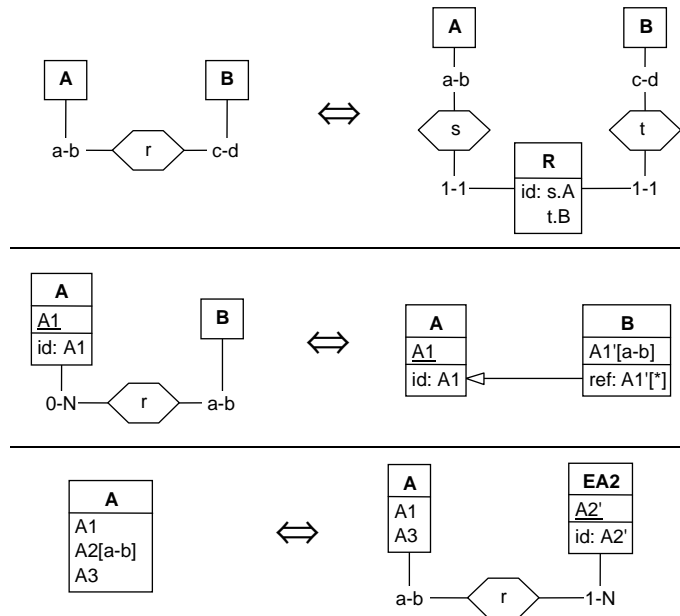 A B
a-b r c-d
⇔
A B
a-b c-d
s t
R
1-1 1-1
id: s.A
t.B
A
A1
id: A1
B
0-N r a-b
⇔
A
A1
id: A1
B
A1'[a-b]
ref: A1'[*]
A
A1
A2[a-b]
A3
⇔
A
A1
A3
EA2
A2'
id: A2'
a-b r 1-N